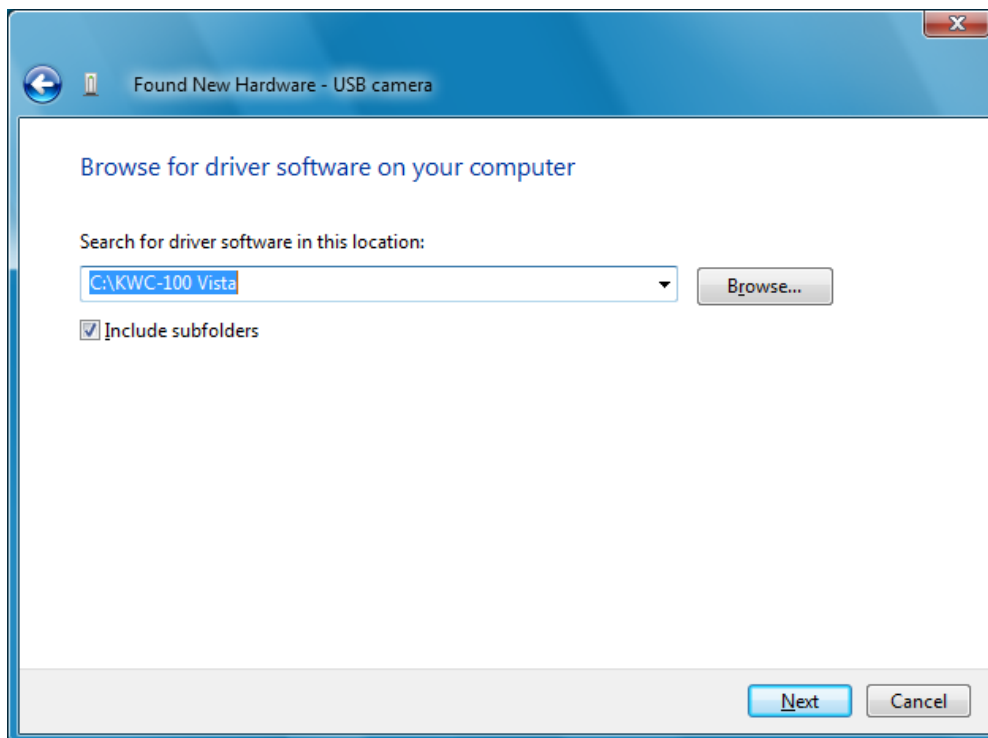 Found New Hardware - USB camera
Browse for driver software on your computer
Search for driver software in this location:
C:\KWC-100 Vista
Browse...
Include subfolders
Next
Cancel